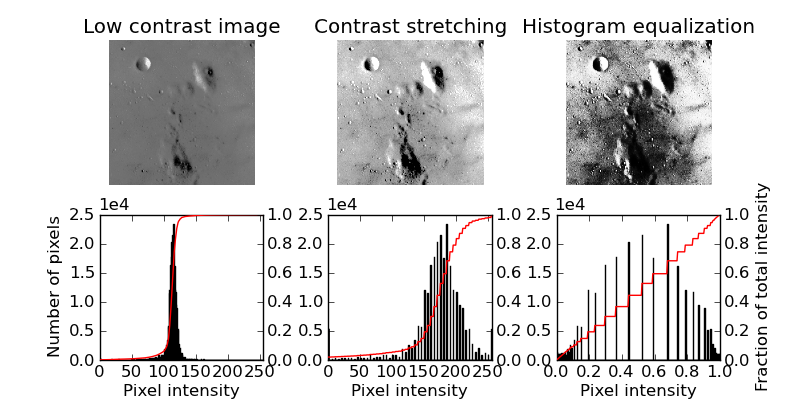 Low contrast image
Contrast stretching
Histogram equalization
1e4
1e4
1e4
Number of pixels
2.5
2.0
1.5
1.0
0.5
0.0
0 50 100 150 200 250
Pixel intensity
1.0
0.8
0.6
0.4
0.2
0.0
2.5
2.0
1.5
1.0
0.5
0.0
0 50 100 150 200 250
Pixel intensity
1.0
0.8
0.6
0.4
0.2
0.0
2.5
2.0
1.5
1.0
0.5
0.0
0.0 0.2 0.4 0.6 0.8 1.0
Pixel intensity
1.0
0.8
0.6
0.4
0.2
0.0
Fraction of total intensity